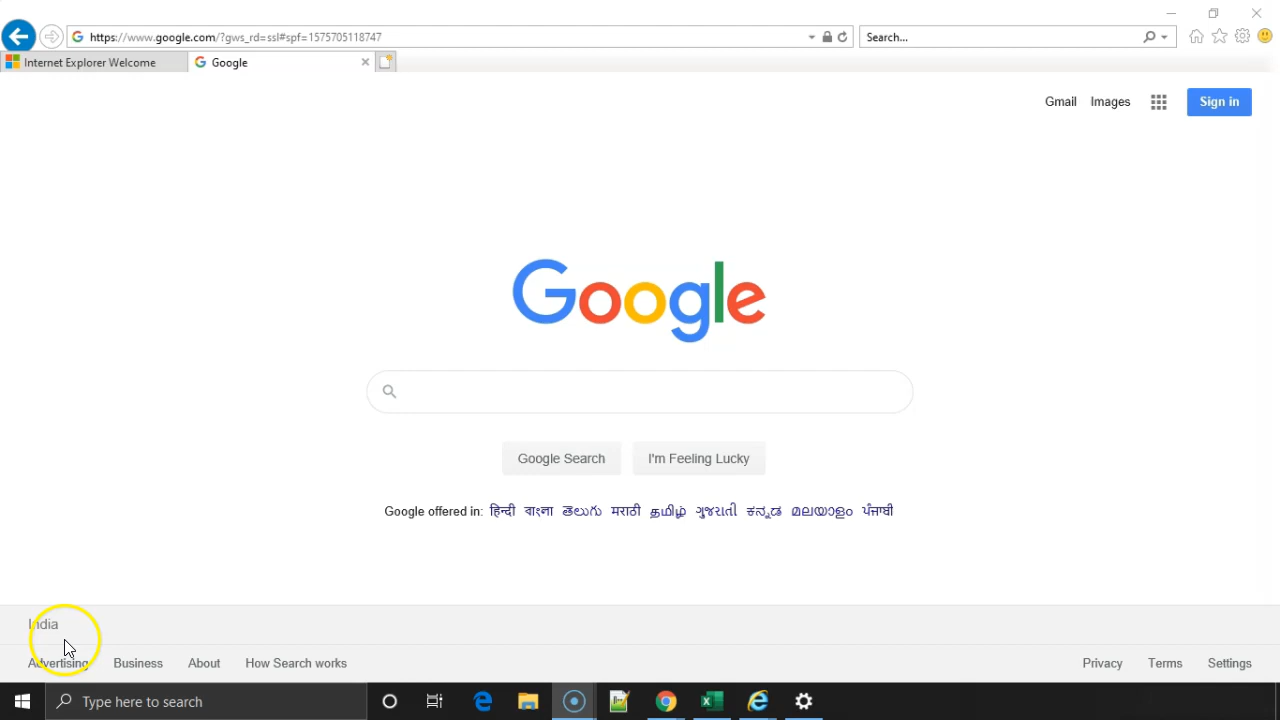 https://www.google.com/?gws_rd=ssl#spf=1575705118747
Search...
Internet Explorer Welcome
Google
Gmail Images Sign in
Google
Google Search I'm Feeling Lucky
Google offered in: हिन्दी বাংলা తెలుగు मराठी தமிழ் ગુજરાતી ಕನ್ನಡ മലയാളം ਪੰਜਾਬੀ
India
Advertising Business About How Search works Privacy Terms Settings
Type here to search